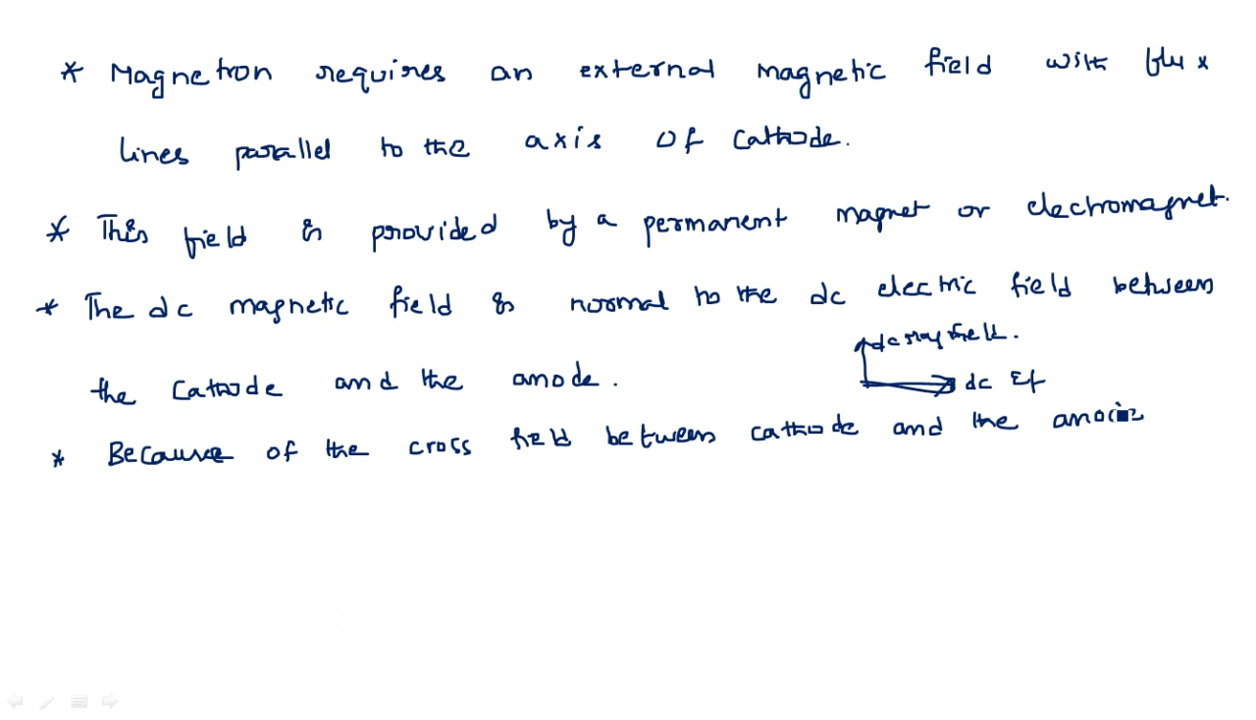 * Magnetron requires an external magnetic field with flux
lines parallel to the axis of cathode.
* This field is provided by a permanent magnet or electromagnet.
* The dc magnetic field is normal to the dc electric field between
dc mag field.
the cathode and the anode.
dc Ef
* Because of the cross field between cathode and the anode